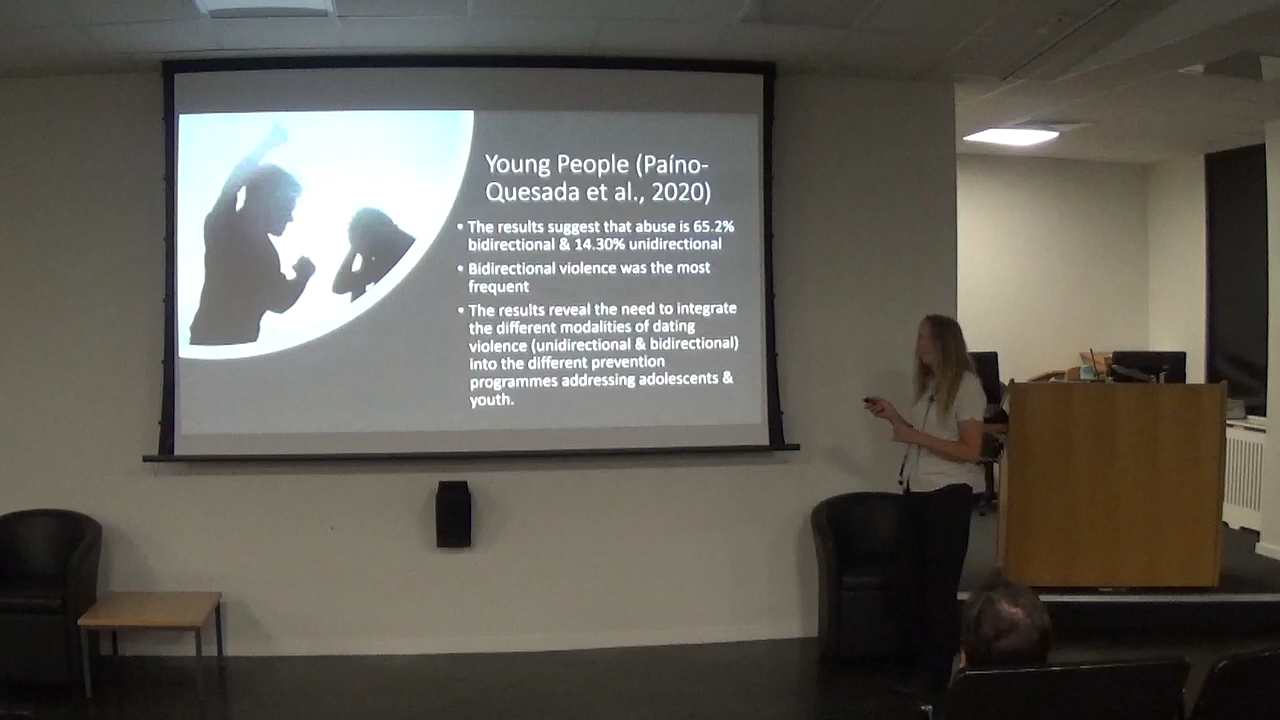 Young People (Paíno-
Quesada et al., 2020)
• The results suggest that abuse is 65.2%
bidirectional & 14.30% unidirectional
• Bidirectional violence was the most
frequent
• The results reveal the need to integrate
the different modalities of dating
violence (unidirectional & bidirectional)
into the different prevention
programmes addressing adolescents &
youth.